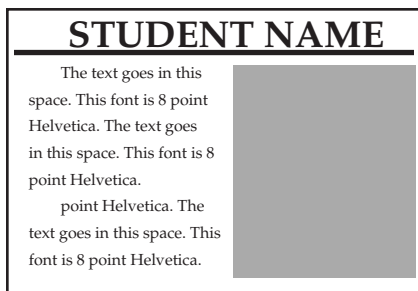 STUDENT NAME
The text goes in this
space. This font is 8 point
Helvetica. The text goes
in this space. This font is 8
point Helvetica.
point Helvetica. The
text goes in this space. This
font is 8 point Helvetica.